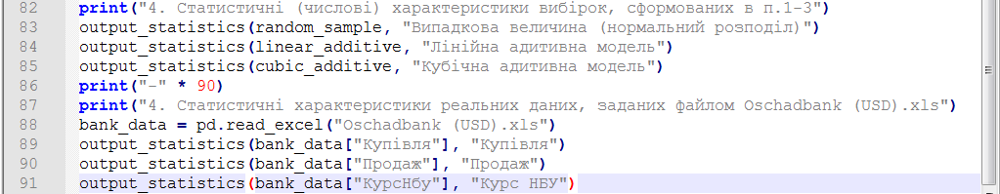 82 print("4. Статистичні (числові) характеристики вибірок, сформованих в п.1-3")
83 output_statistics(random_sample, "Випадкова величина (нормальний розподіл)")
84 output_statistics(linear_additive, "Лінійна адитивна модель")
85 output_statistics(cubic_additive, "Кубічна адитивна модель")
86 print("-" * 90)
87 print("4. Статистичні характеристики реальних даних, заданих файлом Oschadbank (USD).xls")
88 bank_data = pd.read_excel("Oschadbank (USD).xls")
89 output_statistics(bank_data["Купівля"], "Купівля")
90 output_statistics(bank_data["Продаж"], "Продаж")
91 output_statistics(bank_data["КурсНбу"], "Курс НБУ")